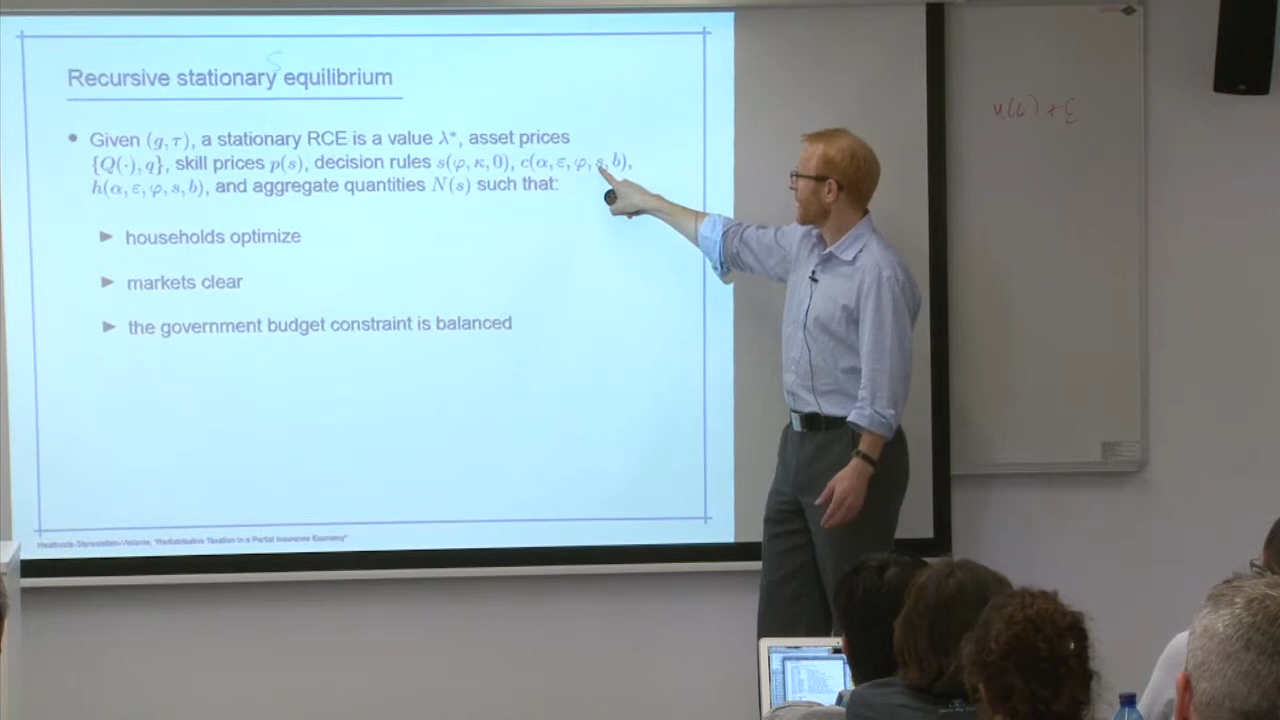 Recursive stationary equilibrium
• Given (g, τ), a stationary RCE is a value λ*, asset prices
{Q(·), q}, skill prices p(s), decision rules s(φ, κ, 0), c(α, ε, φ, s, b),
h(α, ε, φ, s, b), and aggregate quantities N(s) such that:
► households optimize
► markets clear
► the government budget constraint is balanced
Heathcote-Storesletten-Violante, "Redistributive Taxation in a Partial Insurance Economy"